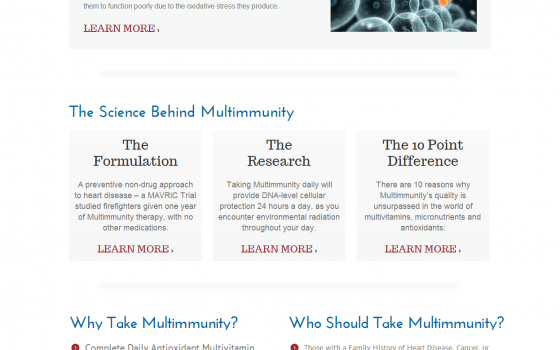 them to function poorly due to the oxidative stress they produce.
LEARN MORE ›
The Science Behind Multimmunity
The
Formulation
A preventive non-drug approach
to heart disease – a MAVRIC Trial
studied firefighters given one year
of Multimmunity therapy, with no
other medications.
LEARN MORE ›
The
Research
Taking Multimmunity daily will
provide DNA-level cellular
protection 24 hours a day, as you
encounter environmental radiation
throughout your day.
LEARN MORE ›
The 10 Point
Difference
There are 10 reasons why
Multimmunity's quality is
unsurpassed in the world of
multivitamins, micronutrients and
antioxidants:
LEARN MORE ›
Why Take Multimmunity?
Complete Daily Antioxidant Multivitamin
Who Should Take Multimmunity?
Those with a Family History of Heart Disease, Cancer, or